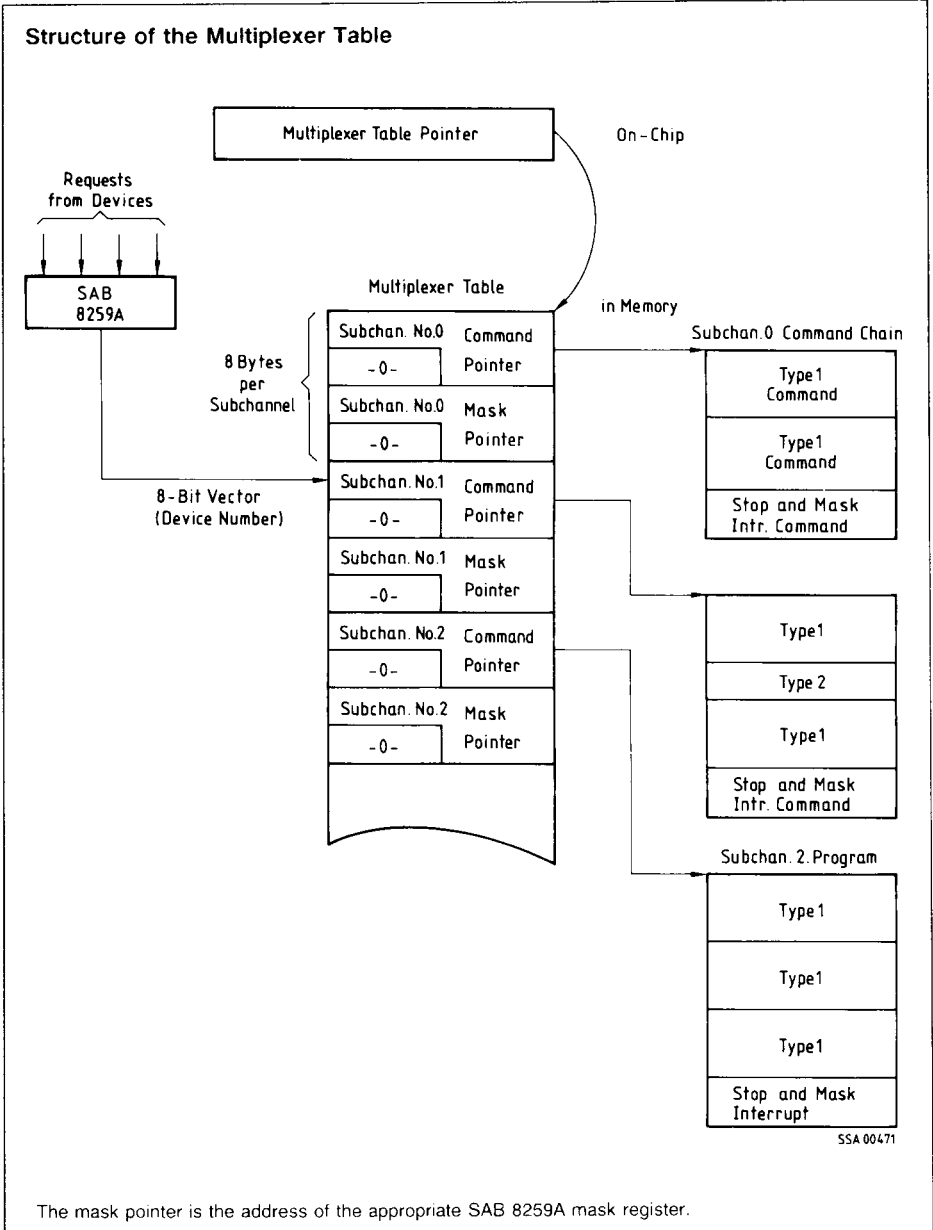 Structure of the Multiplexer Table
Multiplexer Table Pointer
On-Chip
Requests
from Devices
SAB
8259A
Multiplexer Table
in Memory
8 Bytes
per
Subchannel
8-Bit Vector
(Device Number)
Subchan. No.0 Command
-0- Pointer
Subchan. No.0 Mask
-0- Pointer
Subchan. No.1 Command
-0- Pointer
Subchan. No.1 Mask
-0- Pointer
Subchan. No.2 Command
-0- Pointer
Subchan. No.2 Mask
-0- Pointer
Subchan.0 Command Chain
Type1
Command
Type1
Command
Stop and Mask
Intr. Command
Type1
Type 2
Type1
Stop and Mask
Intr. Command
Subchan. 2.Program
Type1
Type1
Type1
Stop and Mask
Interrupt
SSA 00471
The mask pointer is the address of the appropriate SAB 8259A mask register.